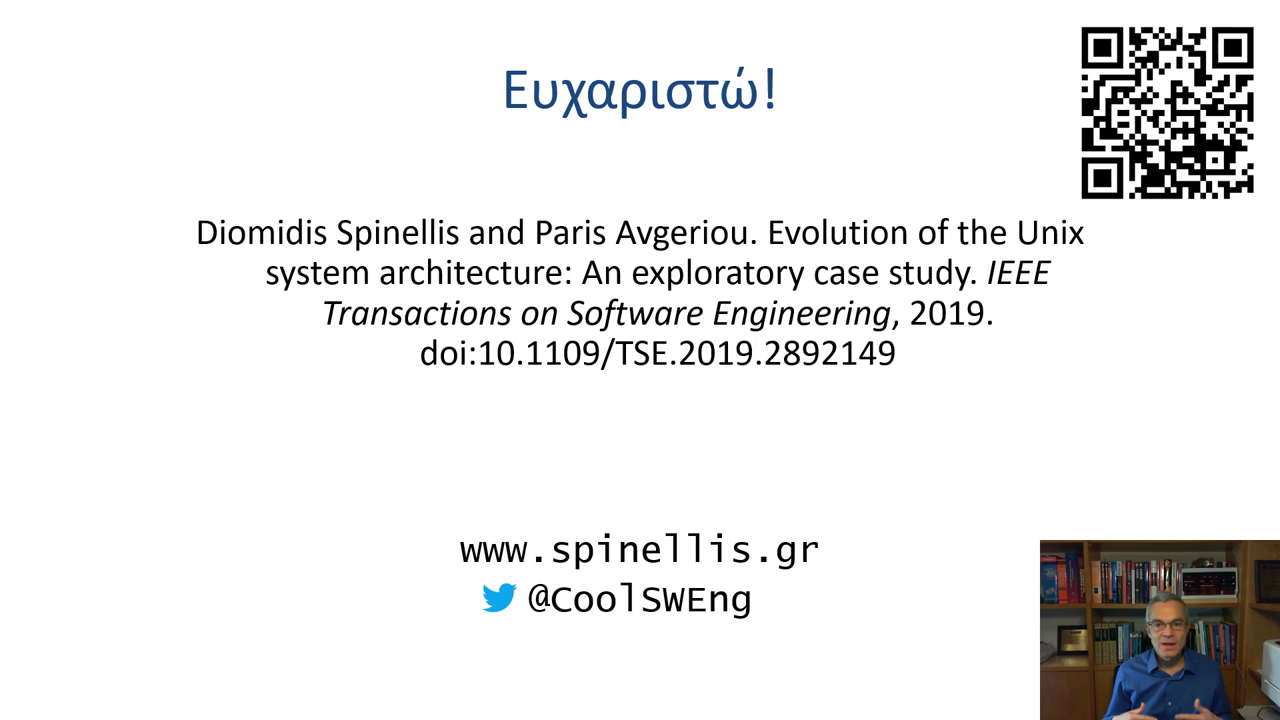 Ευχαριστώ!
Diomidis Spinellis and Paris Avgeriou. Evolution of the Unix
system architecture: An exploratory case study. IEEE
Transactions on Software Engineering, 2019.
doi:10.1109/TSE.2019.2892149
www.spinellis.gr
@CoolSWEng